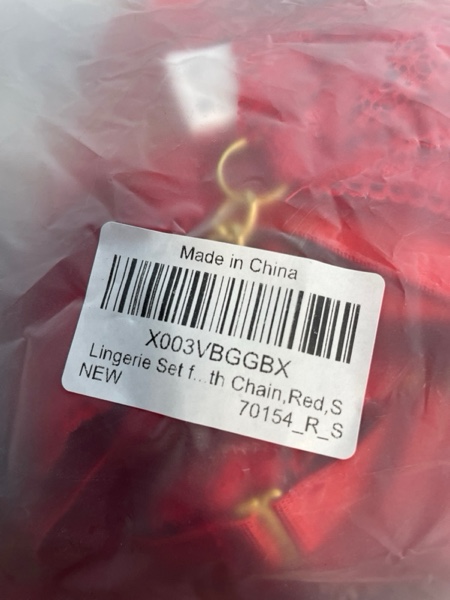 Made in China
X003VBGGBX
Lingerie Set f...th Chain,Red,S
NEW
70154_R_S